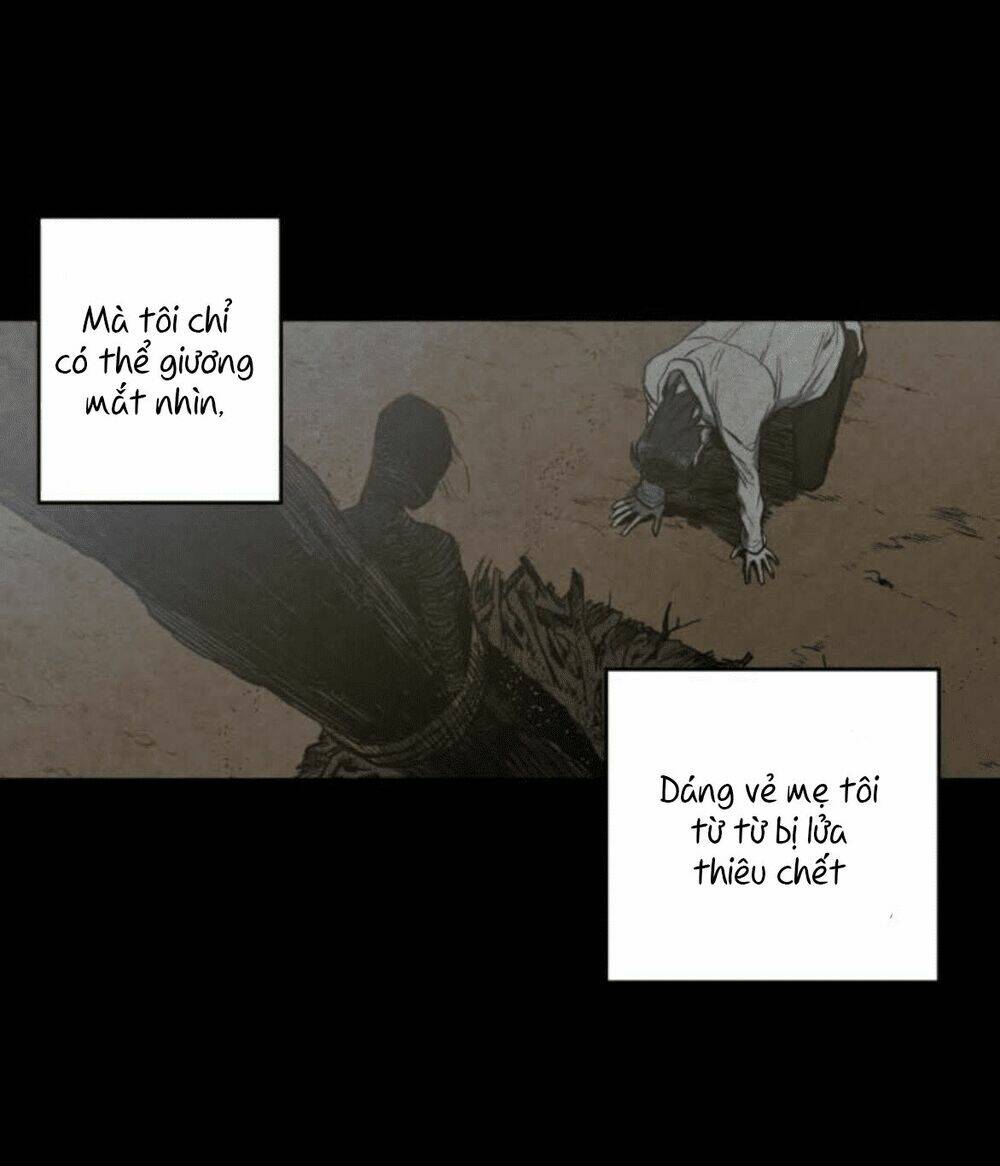 Mà tôi chỉ
có thể giương
mắt nhìn,
Dáng vẻ mẹ tôi
từ từ bị lửa
thiêu chết